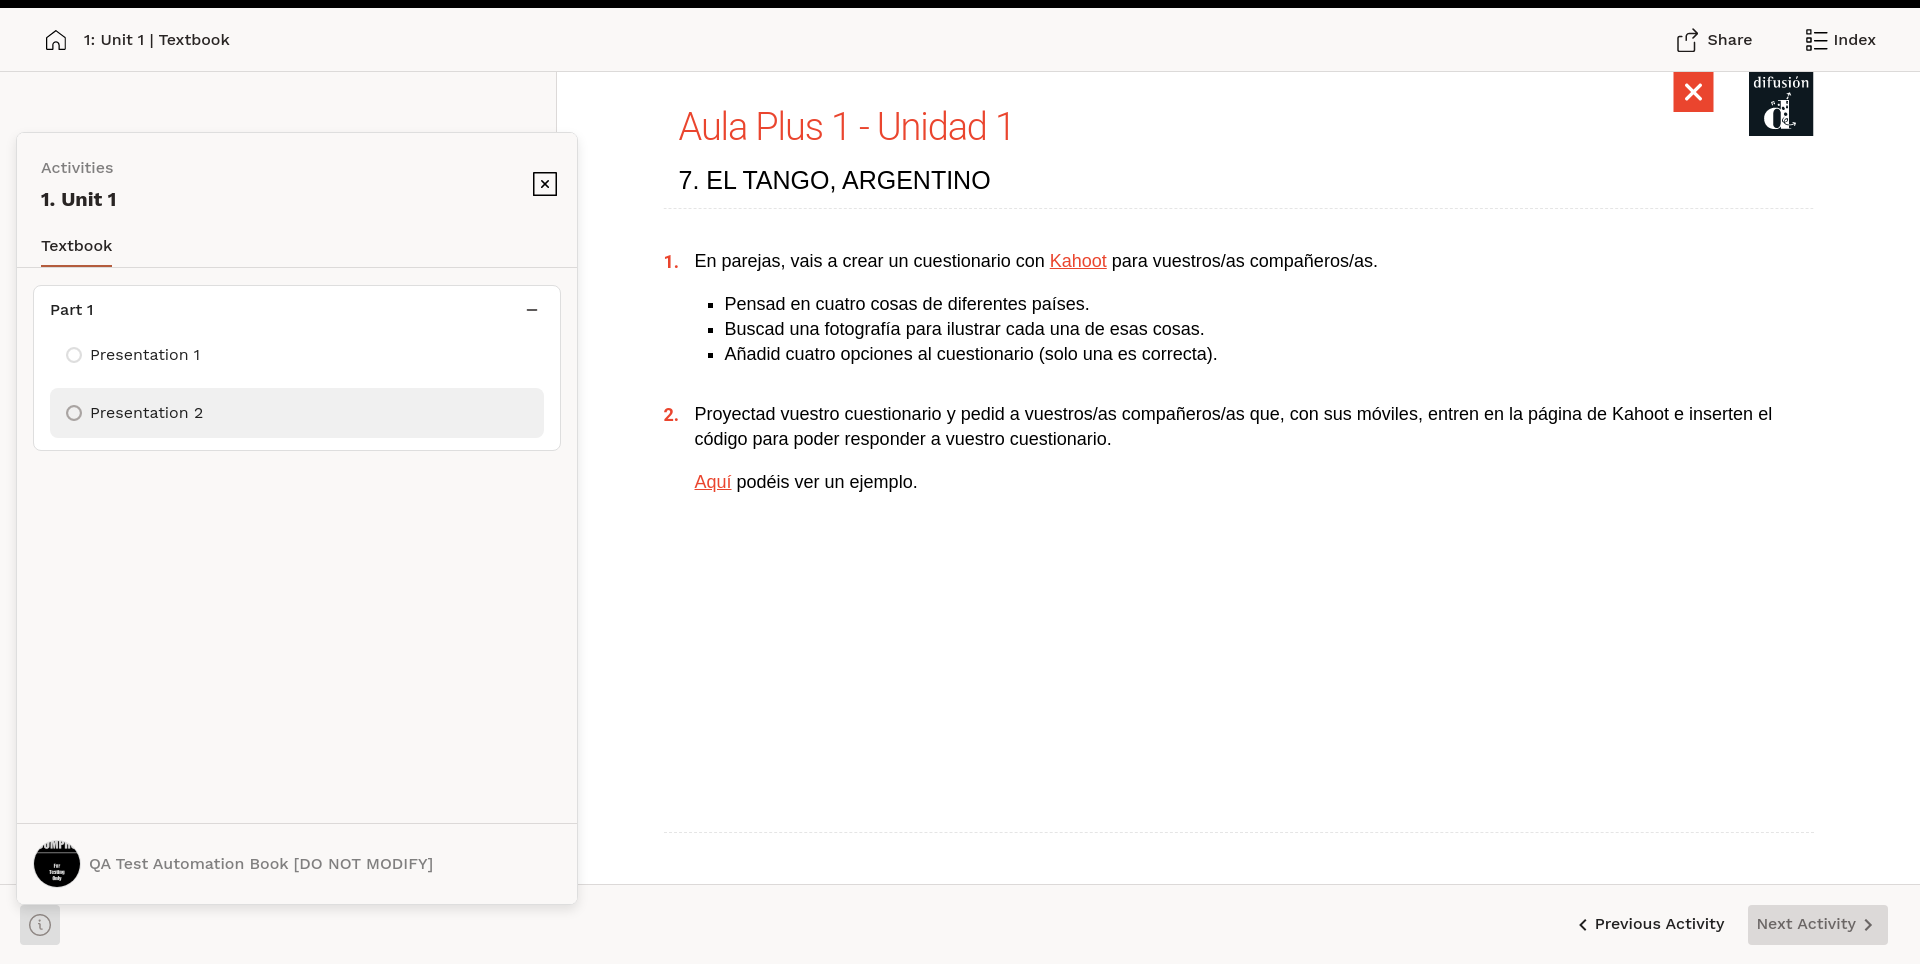 1: Unit 1 | Textbook
Share
Index
Activities
1. Unit 1
Textbook
Part 1
Presentation 1
Presentation 2
QA Test Automation Book [DO NOT MODIFY]
difusión
d
Aula Plus 1 - Unidad 1
7. EL TANGO, ARGENTINO
1. En parejas, vais a crear un cuestionario con Kahoot para vuestros/as compañeros/as.
▪ Pensad en cuatro cosas de diferentes países.
▪ Buscad una fotografía para ilustrar cada una de esas cosas.
▪ Añadid cuatro opciones al cuestionario (solo una es correcta).
2. Proyectad vuestro cuestionario y pedid a vuestros/as compañeros/as que, con sus móviles, entren en la página de Kahoot e inserten el
código para poder responder a vuestro cuestionario.
Aquí podéis ver un ejemplo.
For
Testing
Only
Previous Activity
Next Activity